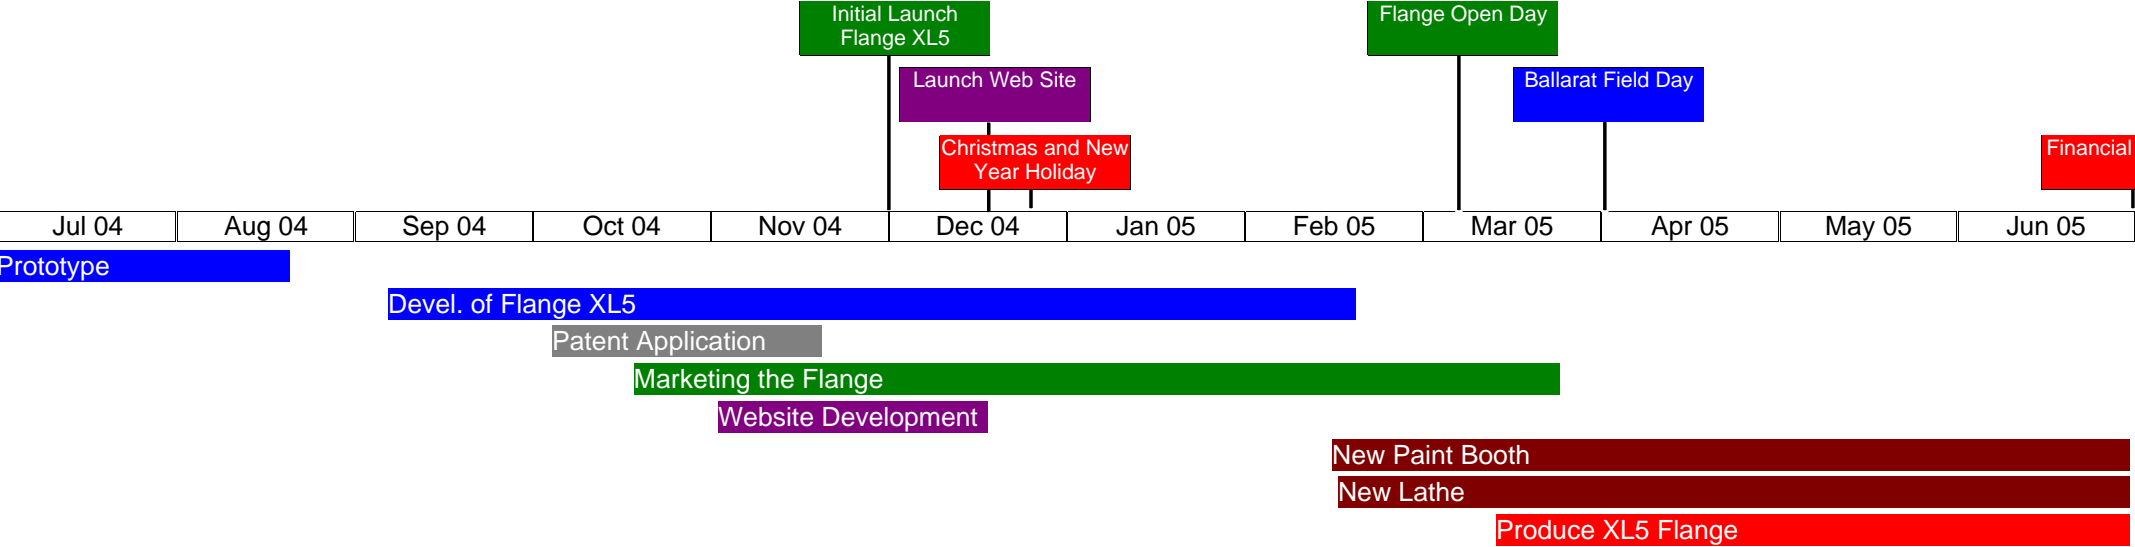 Initial Launch
Flange XL5
Flange Open Day
Launch Web Site
Ballarat Field Day
Christmas and New
Year Holiday
Financial
Jul 04
Aug 04
Sep 04
Oct 04
Nov 04
Dec 04
Jan 05
Feb 05
Mar 05
Apr 05
May 05
Jun 05
Prototype
Devel. of Flange XL5
Patent Application
Marketing the Flange
Website Development
New Paint Booth
New Lathe
Produce XL5 Flange